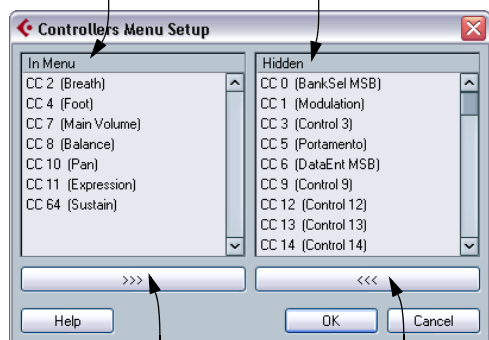 Controllers Menu Setup
In Menu
CC 2 (Breath)
CC 4 (Foot)
CC 7 (Main Volume)
CC 8 (Balance)
CC 10 (Pan)
CC 11 (Expression)
CC 64 (Sustain)
>>>
Hidden
CC 0 (BankSel MSB)
CC 1 (Modulation)
CC 3 (Control 3)
CC 5 (Portamento)
CC 6 (DataEnt MSB)
CC 9 (Control 9)
CC 12 (Control 12)
CC 13 (Control 13)
CC 14 (Control 14)
<<<
Help
OK
Cancel